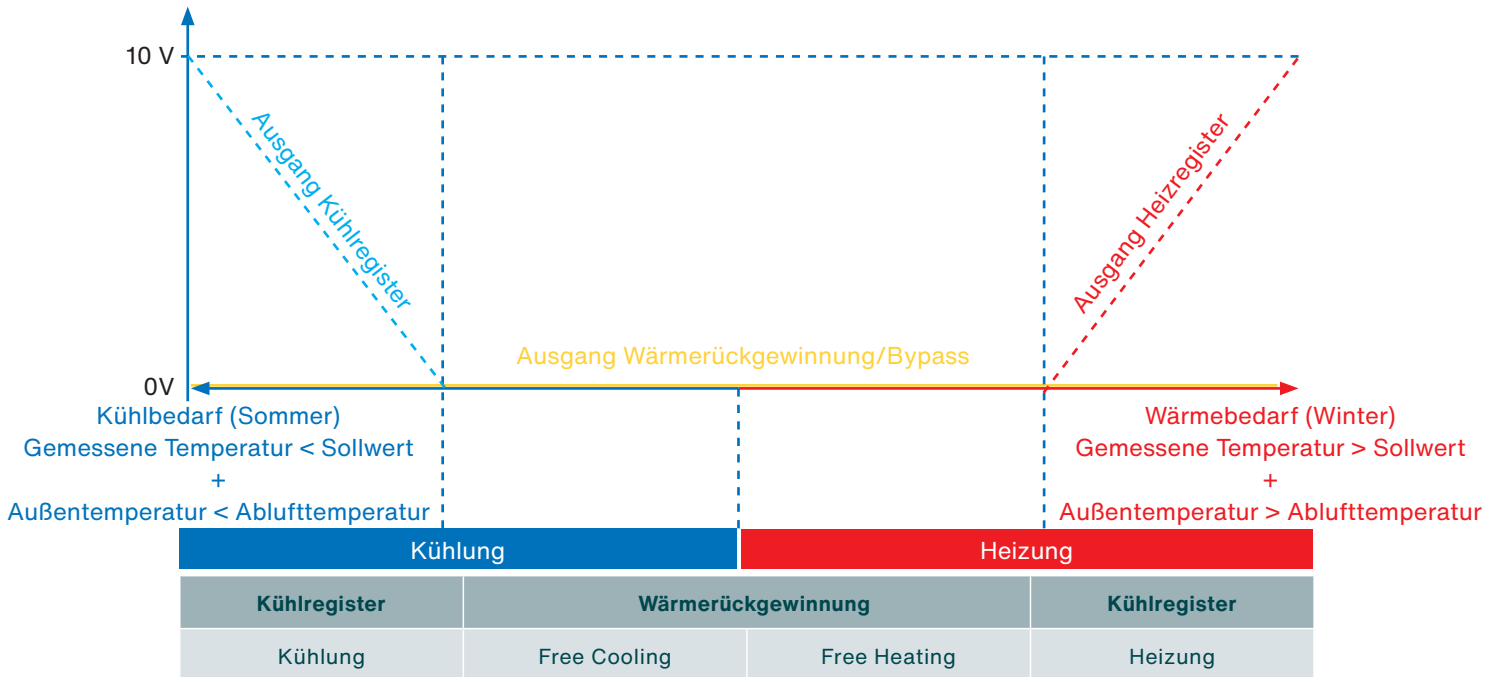 10 V
Ausgang Kühlregister
Ausgang Heizregister
Ausgang Wärmerückgewinnung/Bypass
0V
Kühlbedarf (Sommer)
Gemessene Temperatur < Sollwert
+
Außentemperatur < Ablufttemperatur
Wärmebedarf (Winter)
Gemessene Temperatur > Sollwert
+
Außentemperatur > Ablufttemperatur
Kühlung
Heizung
Kühlregister
Wärmerückgewinnung
Kühlregister
Kühlung
Free Cooling
Free Heating
Heizung